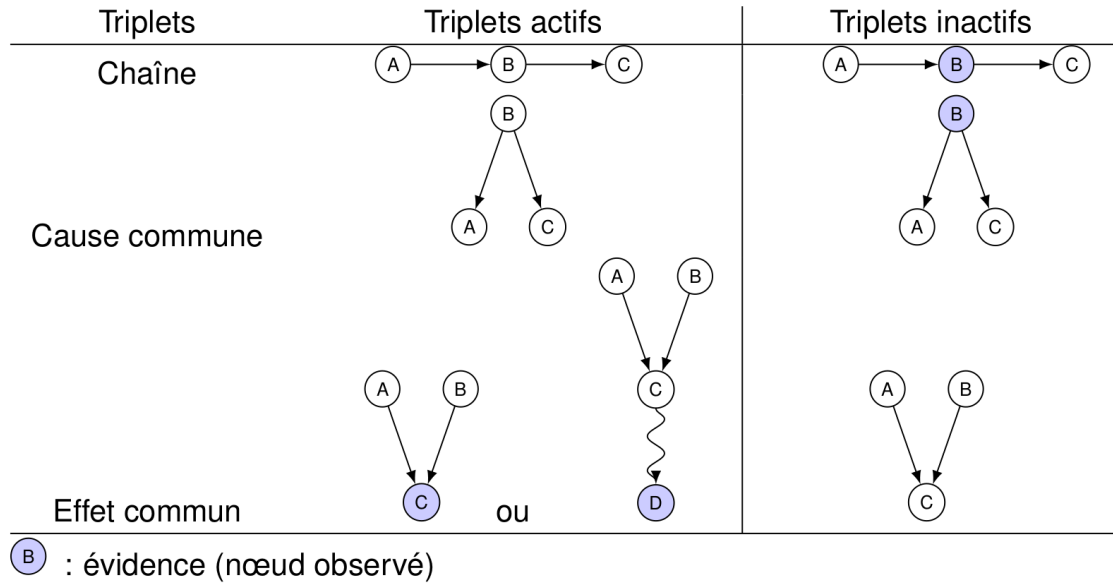 Triplets Triplets actifs Triplets inactifs
Chaîne A B C A B C
B B
A C A C
Cause commune
A B
A B C A B
Effet commun C ou D C
B : évidence (nœud observé)